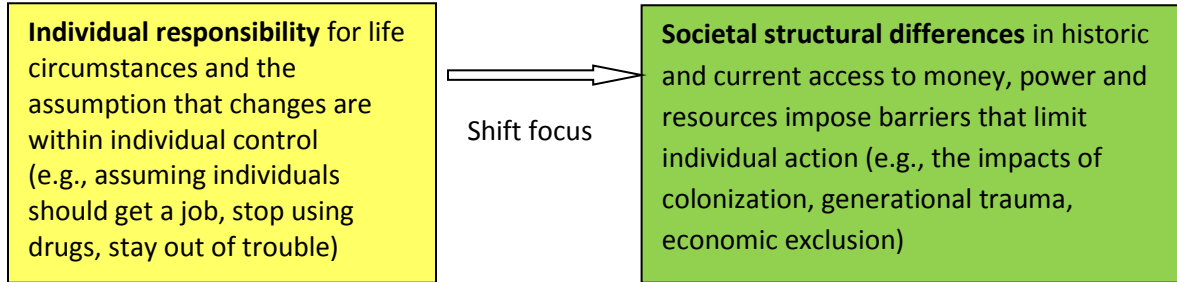 Individual responsibility for life
circumstances and the
assumption that changes are
within individual control
(e.g., assuming individuals
should get a job, stop using
drugs, stay out of trouble)
Shift focus
Societal structural differences in historic
and current access to money, power and
resources impose barriers that limit
individual action (e.g., the impacts of
colonization, generational trauma,
economic exclusion)